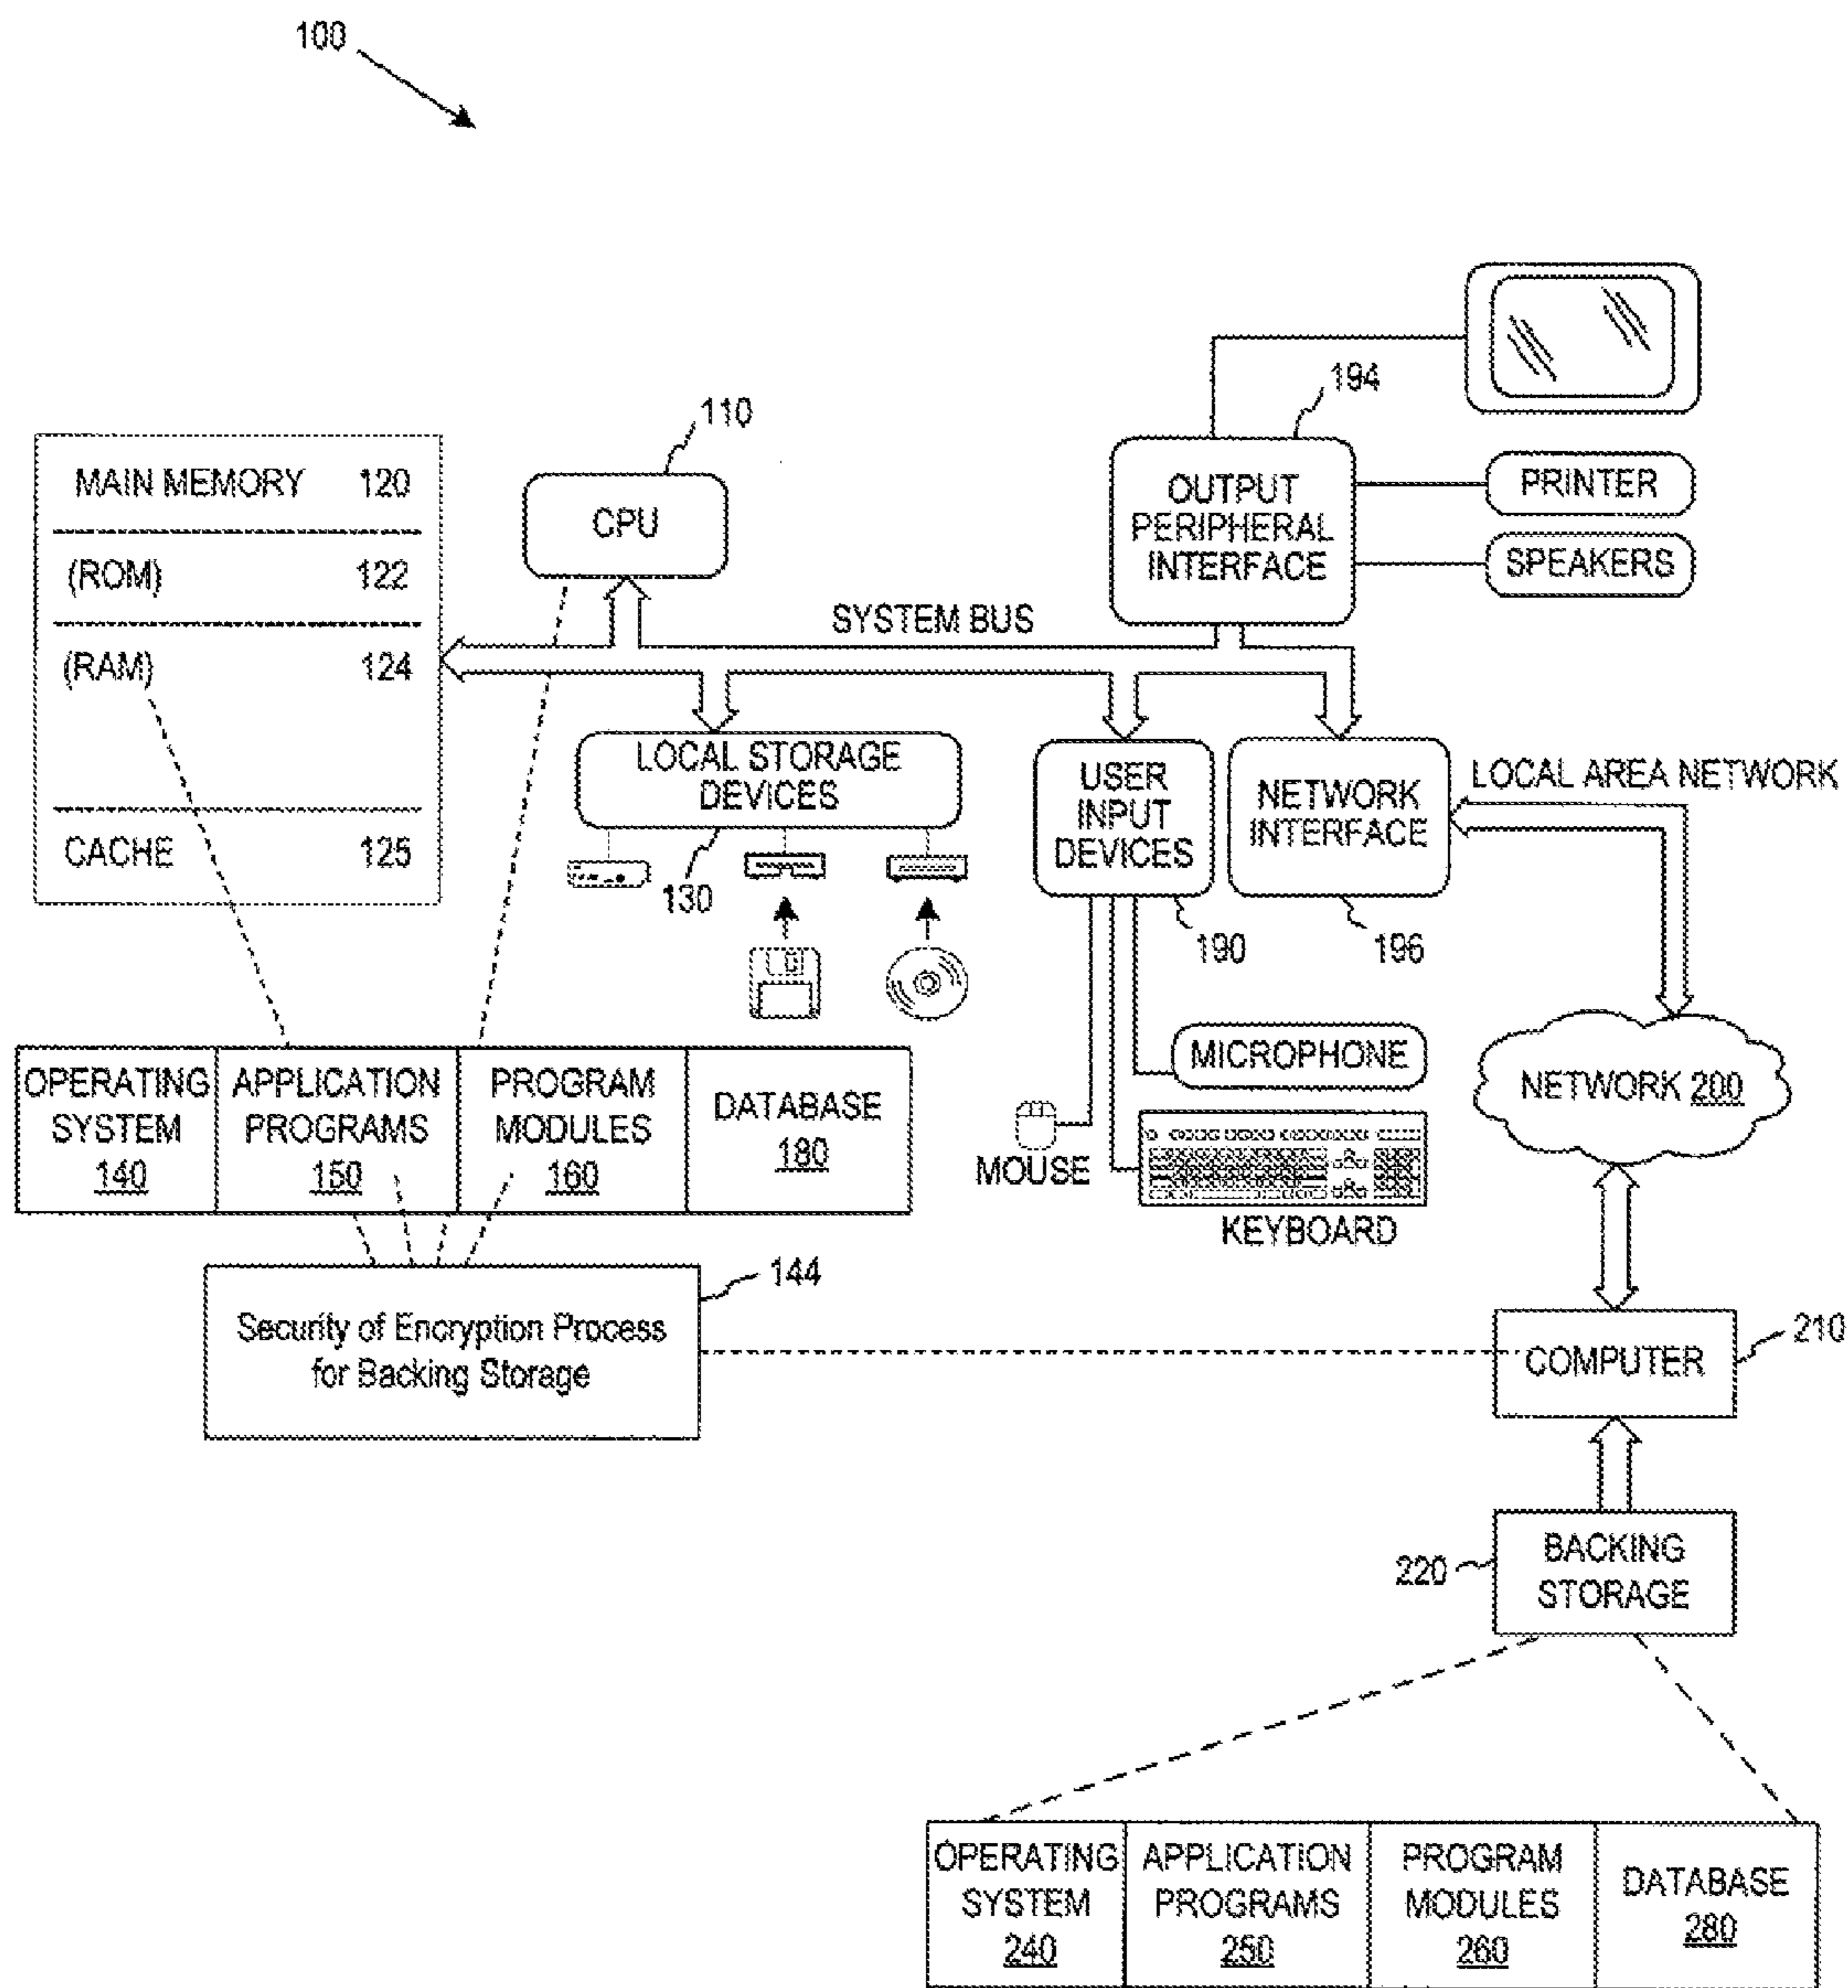 100
194
110
MAIN MEMORY 120
CPU
OUTPUT
PERIPHERAL
INTERFACE
PRINTER
(ROM) 122
SPEAKERS
SYSTEM BUS
(RAM) 124
LOCAL STORAGE
DEVICES
USER
INPUT
DEVICES
NETWORK
INTERFACE
LOCAL AREA NETWORK
CACHE 125
130
190
196
MICROPHONE
NETWORK 200
OPERATING
SYSTEM
140
APPLICATION
PROGRAMS
150
PROGRAM
MODULES
160
DATABASE
180
MOUSE
KEYBOARD
144
Security of Encryption Process
for Backing Storage
210
COMPUTER
220
BACKING
STORAGE
OPERATING
SYSTEM
240
APPLICATION
PROGRAMS
250
PROGRAM
MODULES
260
DATABASE
280